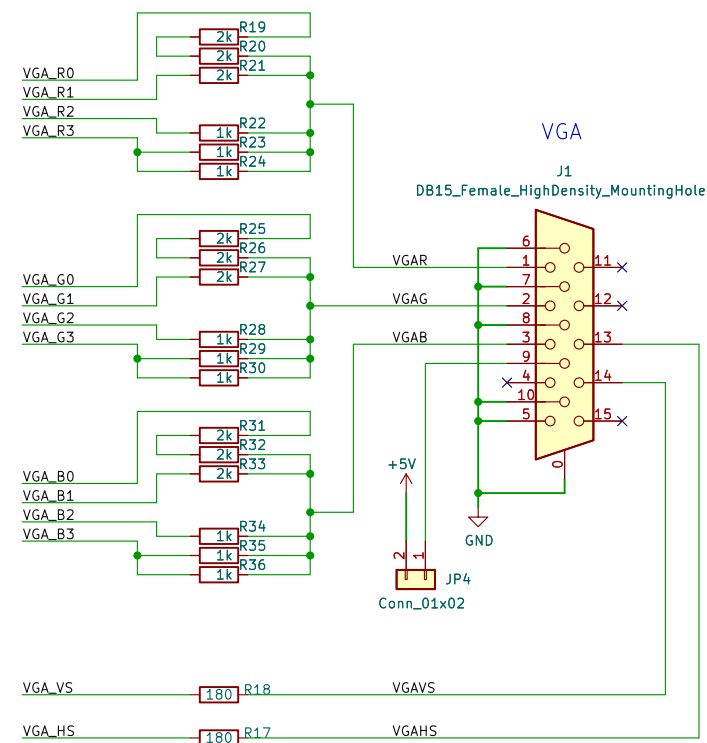 R19
2k
R20
2k
R21
2k
VGA_R0
VGA_R1
VGA_R2
VGA_R3
R22
1k
R23
1k
R24
1k
VGA
J1
DB15_Female_HighDensity_MountingHole
R25
2k
R26
2k
R27
2k
VGA_G0
VGA_G1
VGA_G2
VGA_G3
R28
1k
R29
1k
R30
1k
VGAR
VGAG
VGAB
6
1
7
2
8
3
9
4
10
5
11
12
13
14
15
0
R31
2k
R32
2k
R33
2k
VGA_B0
VGA_B1
VGA_B2
VGA_B3
R34
1k
R35
1k
R36
1k
+5V
GND
2
1
JP4
Conn_01x02
VGA_VS
180
R18
VGAVS
VGA_HS
180
R17
VGAHS